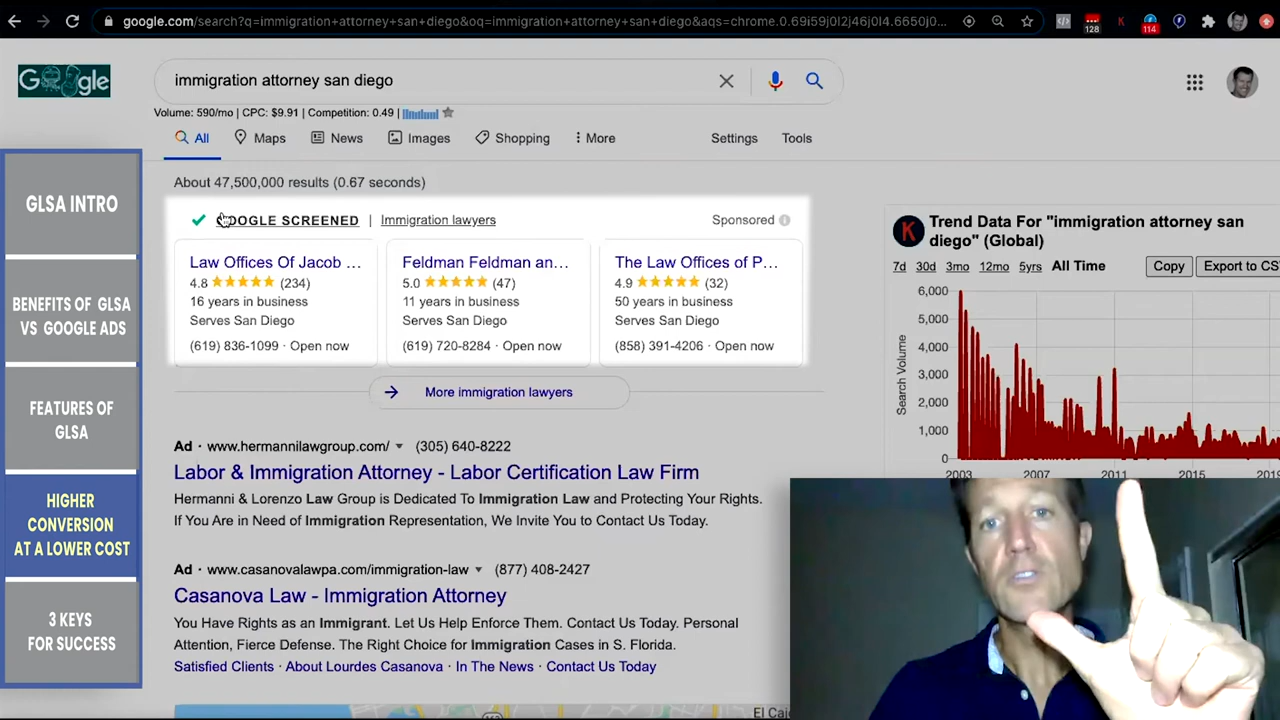 google.com/search?q=immigration+attorney+san+diego&oq=immigration+attorney+san+diego&aqs=chrome.0.69i59j0l2j46j0l4.6650j0...
128
K
114
Google
immigration attorney san diego
Volume: 590/mo | CPC: $9.91 | Competition: 0.49 |
All
Maps
News
Images
Shopping
More
Settings
Tools
About 47,500,000 results (0.67 seconds)
GLSA INTRO
BENEFITS OF GLSA
VS GOOGLE ADS
FEATURES OF
GLSA
HIGHER
CONVERSION
AT A LOWER COST
3 KEYS
FOR SUCCESS
GOOGLE SCREENED | Immigration lawyers
Sponsored
Law Offices Of Jacob ...
4.8 (234)
16 years in business
Serves San Diego
(619) 836-1099 · Open now
Feldman Feldman an...
5.0 (47)
11 years in business
Serves San Diego
(619) 720-8284 · Open now
The Law Offices of P...
4.9 (32)
50 years in business
Serves San Diego
(858) 391-4206 · Open now
More immigration lawyers
Ad · www.hermannilawgroup.com/ (305) 640-8222
Labor & Immigration Attorney - Labor Certification Law Firm
Hermanni & Lorenzo Law Group is Dedicated To Immigration Law and Protecting Your Rights.
If You Are in Need of Immigration Representation, We Invite You to Contact Us Today.
Ad · www.casanovalawpa.com/immigration-law (877) 408-2427
Casanova Law - Immigration Attorney
You Have Rights as an Immigrant. Let Us Help Enforce Them. Contact Us Today. Personal
Attention, Fierce Defense. The Right Choice for Immigration Cases in S. Florida.
Satisfied Clients · About Lourdes Casanova · In The News · Contact Us Today
El Caj
K
Trend Data For "immigration attorney san
diego" (Global)
7d 30d 3mo 12mo 5yrs All Time
Copy
Export to CS
Search Volume
6,000
5,000
4,000
3,000
2,000
1,000
0
2003 2007 2011 2015 2019